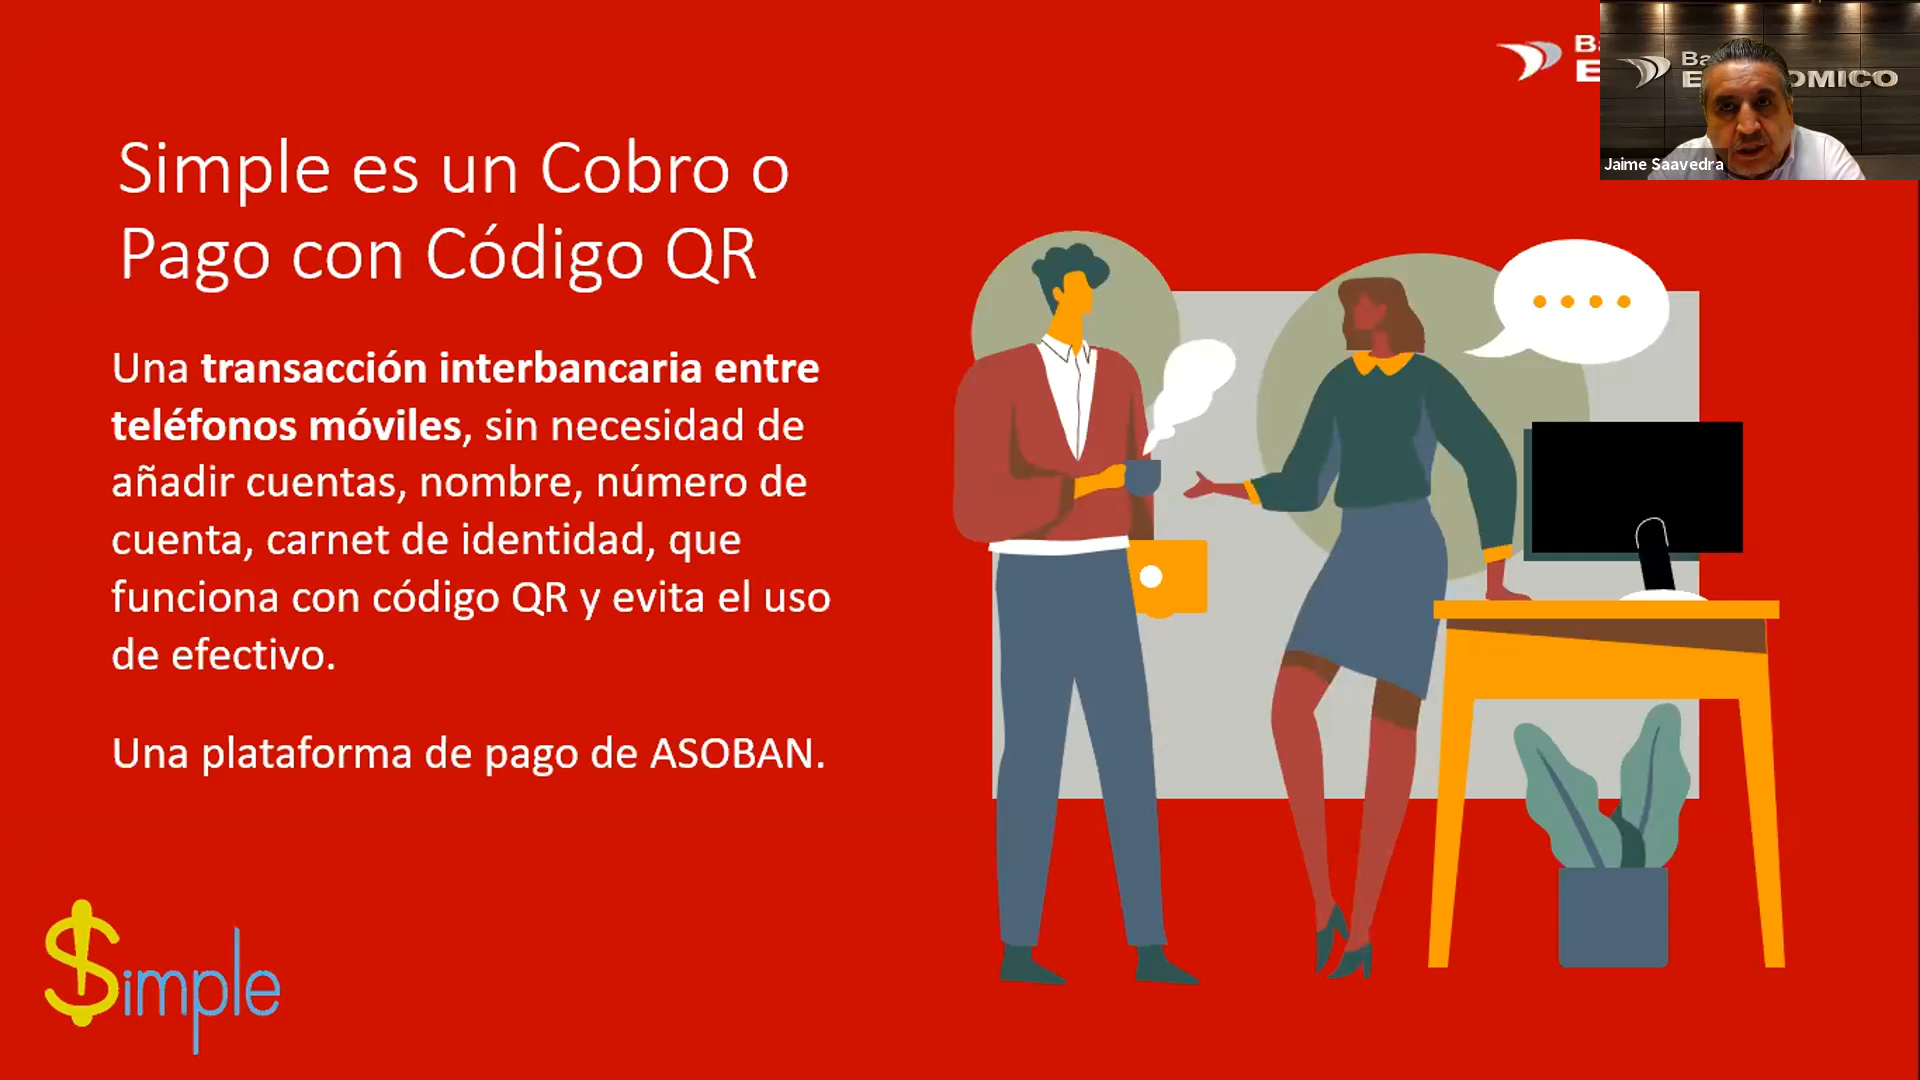 Simple es un Cobro o
Pago con Código QR
Una transacción interbancaria entre
teléfonos móviles, sin necesidad de
añadir cuentas, nombre, número de
cuenta, carnet de identidad, que
funciona con código QR y evita el uso
de efectivo.
Una plataforma de pago de ASOBAN.
$imple
Jaime Saavedra